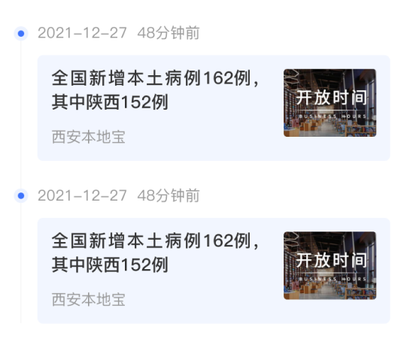 2021-12-27 48分钟前
全国新增本土病例162例，
其中陕西152例
开放时间
BUSINESS HOURS
西安本地宝
2021-12-27 48分钟前
全国新增本土病例162例，
其中陕西152例
开放时间
BUSINESS HOURS
西安本地宝